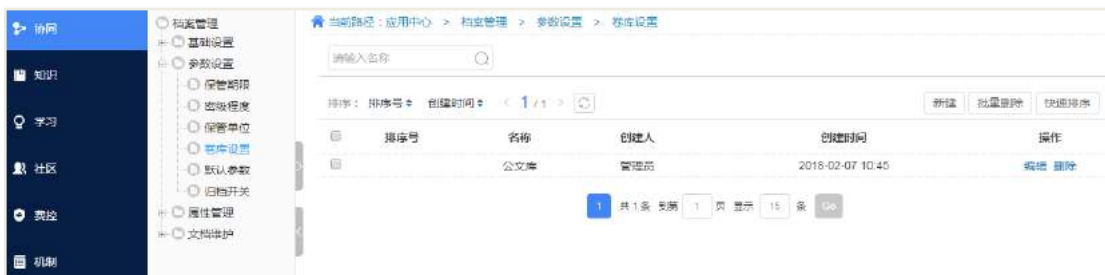 协同
知识
学习
社区
费控
机制
档案管理
基础设置
参数设置
保管期限
密级程度
保管单位
卷库设置
默认参数
归档开关
属性管理
文档维护
当前路径：应用中心 > 档案管理 > 参数设置 > 卷库设置
请输入名称
排序： 排序号 创建时间 < 1 / 1 > 新建 批量删除 快速排序
排序号 名称 创建人 创建时间 操作
公文库 管理员 2018-02-07 10:45 编辑 删除
1 共1条 到第 1 页 显示 15 条 Go